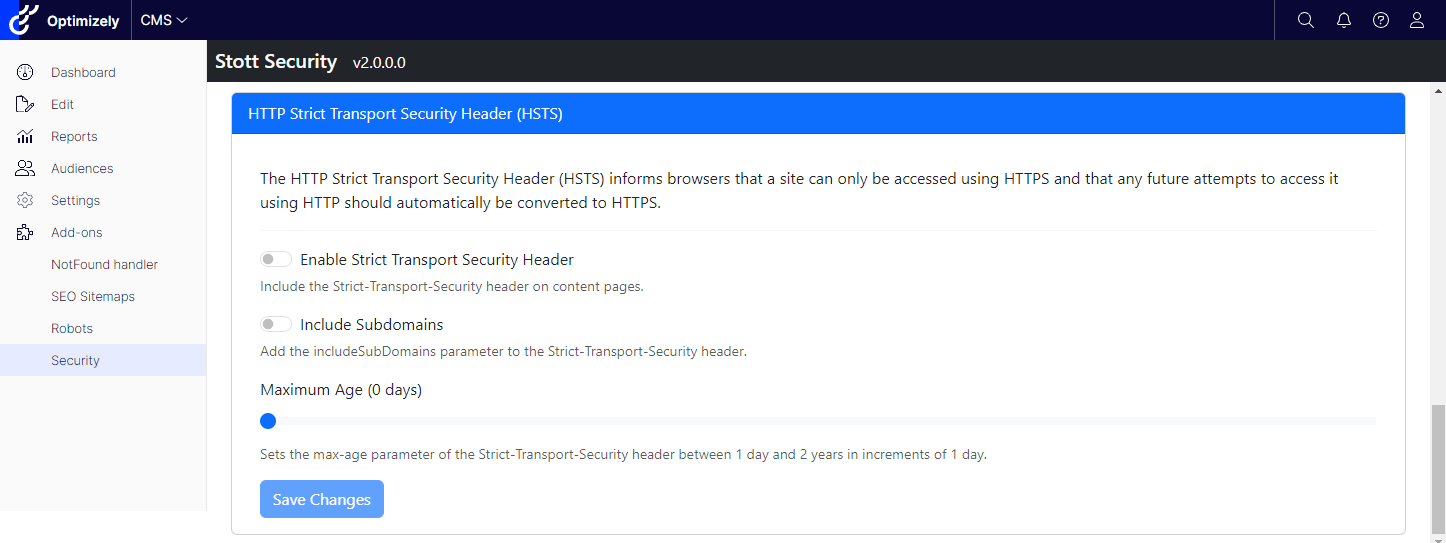 Optimizely
CMS
Stott Security v2.0.0.0
Dashboard
Edit
Reports
Audiences
Settings
Add-ons
NotFound handler
SEO Sitemaps
Robots
Security
HTTP Strict Transport Security Header (HSTS)
The HTTP Strict Transport Security Header (HSTS) informs browsers that a site can only be accessed using HTTPS and that any future attempts to access it
using HTTP should automatically be converted to HTTPS.
Enable Strict Transport Security Header
Include the Strict-Transport-Security header on content pages.
Include Subdomains
Add the includeSubDomains parameter to the Strict-Transport-Security header.
Maximum Age (0 days)
Sets the max-age parameter of the Strict-Transport-Security header between 1 day and 2 years in increments of 1 day.
Save Changes